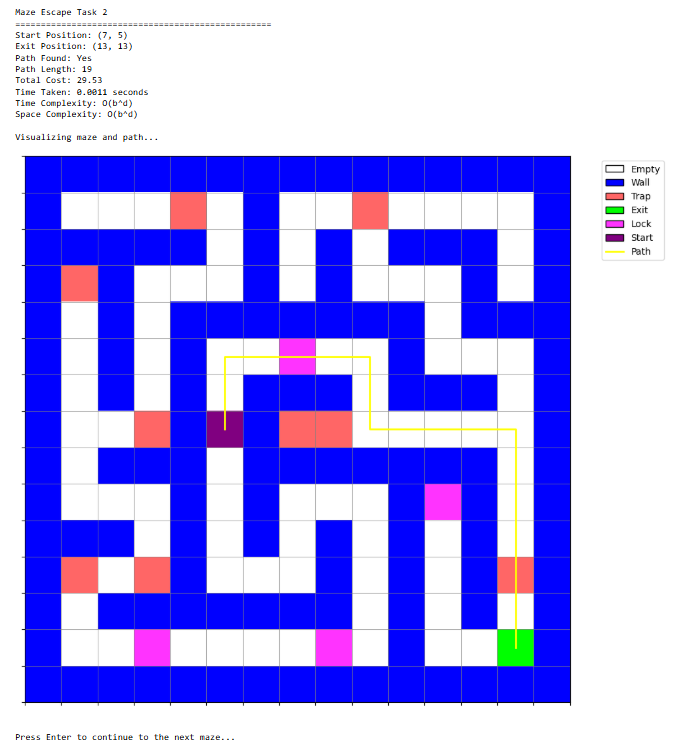 Maze Escape Task 2
==================================================
Start Position: (7, 5)
Exit Position: (13, 13)
Path Found: Yes
Path Length: 19
Total Cost: 29.53
Time Taken: 0.0011 seconds
Time Complexity: O(b^d)
Space Complexity: O(b^d)
Visualizing maze and path...
Empty
Wall
Trap
Exit
Lock
Start
Path
Press Enter to continue to the next maze...